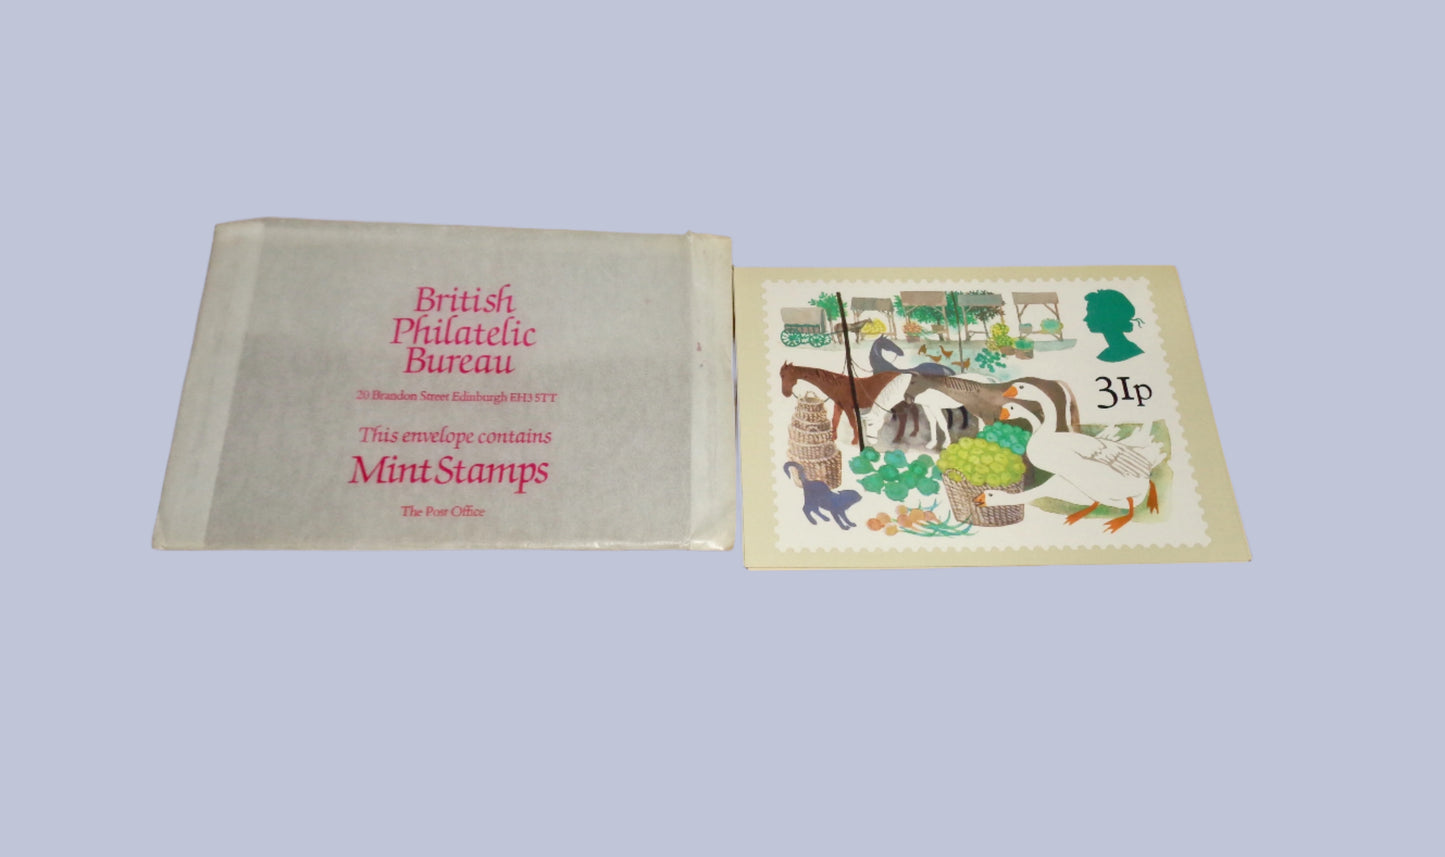 British
Philatelic
Bureau
20 Brandon Street Edinburgh EH3 5TT
This envelope contains
Mint Stamps
The Post Office
31p